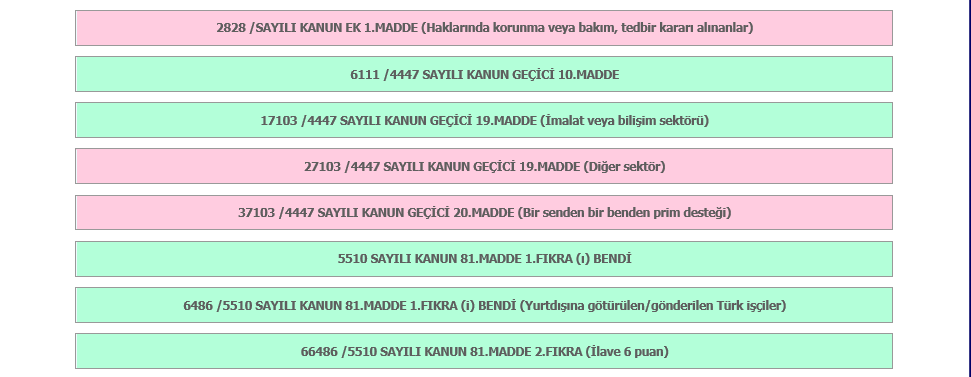 2828 /SAYILI KANUN EK 1.MADDE (Haklarında korunma veya bakım, tedbir kararı alınanlar)
6111 /4447 SAYILI KANUN GEÇİCİ 10.MADDE
17103 /4447 SAYILI KANUN GEÇİCİ 19.MADDE (İmalat veya bilişim sektörü)
27103 /4447 SAYILI KANUN GEÇİCİ 19.MADDE (Diğer sektör)
37103 /4447 SAYILI KANUN GEÇİCİ 20.MADDE (Bir senden bir benden prim desteği)
5510 SAYILI KANUN 81.MADDE 1.FIKRA (ı) BENDİ
6486 /5510 SAYILI KANUN 81.MADDE 1.FIKRA (i) BENDİ (Yurtdışına götürülen/gönderilen Türk işçiler)
66486 /5510 SAYILI KANUN 81.MADDE 2.FIKRA (İlave 6 puan)